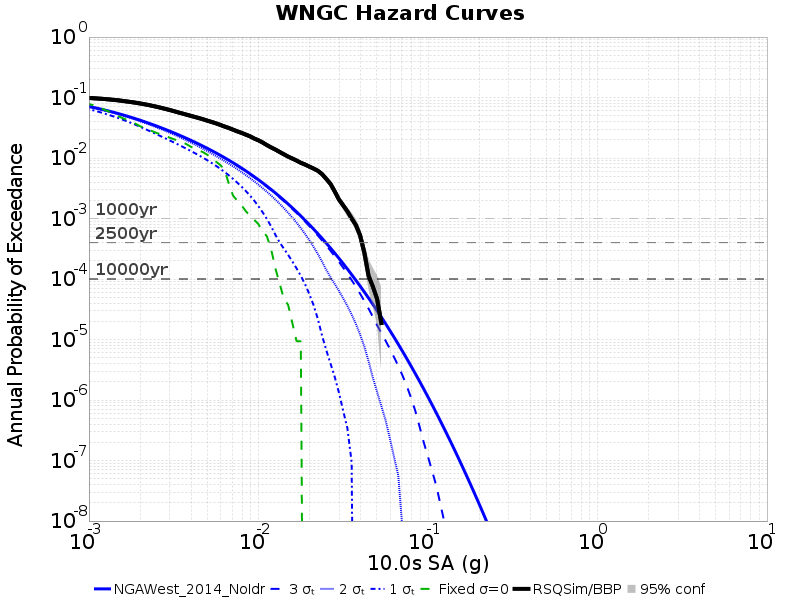 WNGC Hazard Curves
Annual Probability of Exceedance
10^0
10^-1
10^-2
10^-3
10^-4
10^-5
10^-6
10^-7
10^-8
1000yr
2500yr
10000yr
10^-3 10^-2 10^-1 10^0 10^1
10.0s SA (g)
NGAWest_2014_NoIdr 3 σₜ 2 σₜ 1 σₜ Fixed σ=0 RSQSim/BBP 95% conf